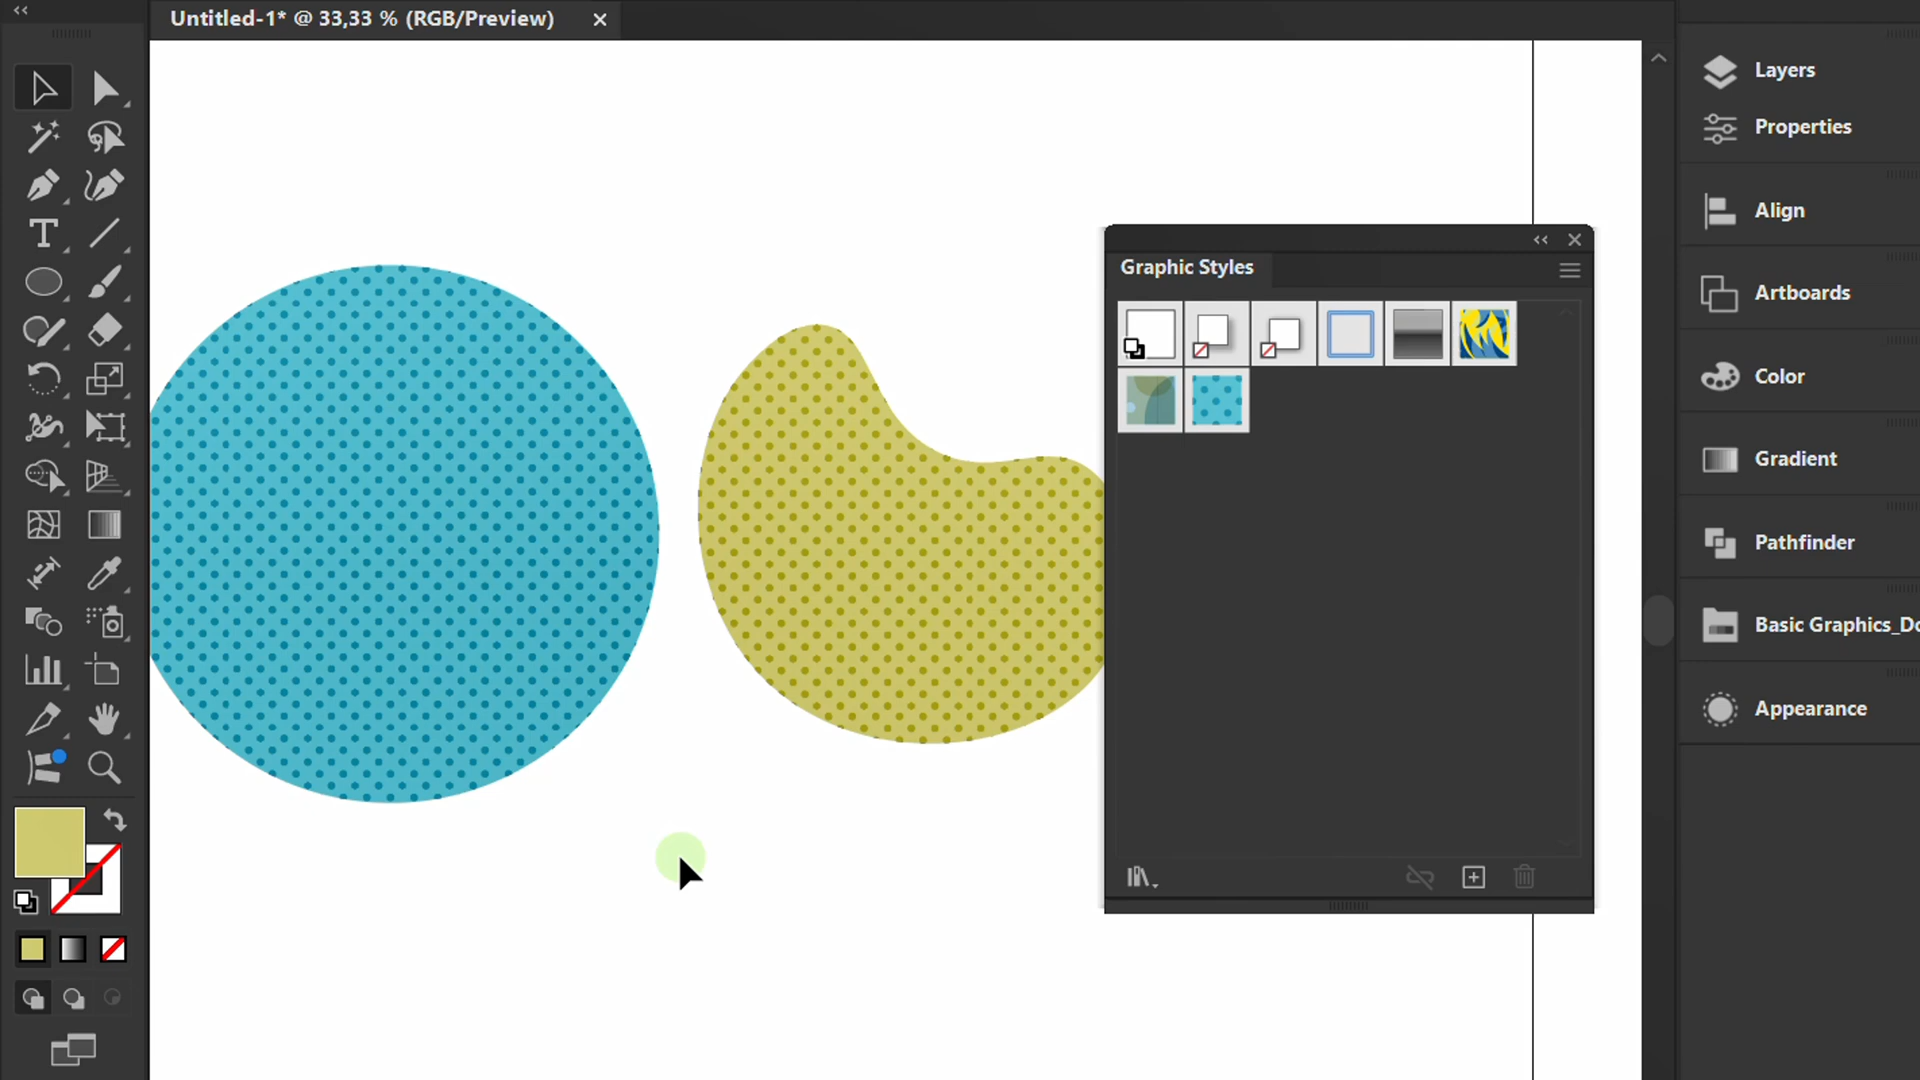 Untitled-1* @ 33,33 % (RGB/Preview)
Layers
Properties
Graphic Styles
Align
Artboards
Color
Gradient
Pathfinder
Basic Graphics_Do
Appearance